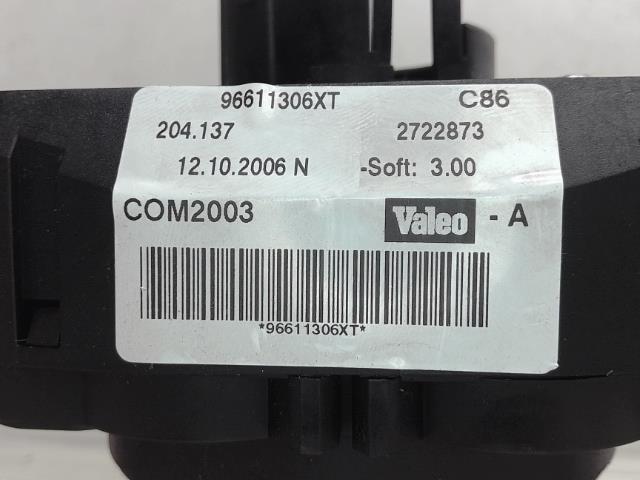 96611306XT C86
204.137 2722873
12.10.2006 N -Soft: 3.00
COM2003 Valeo - A
*96611306XT*